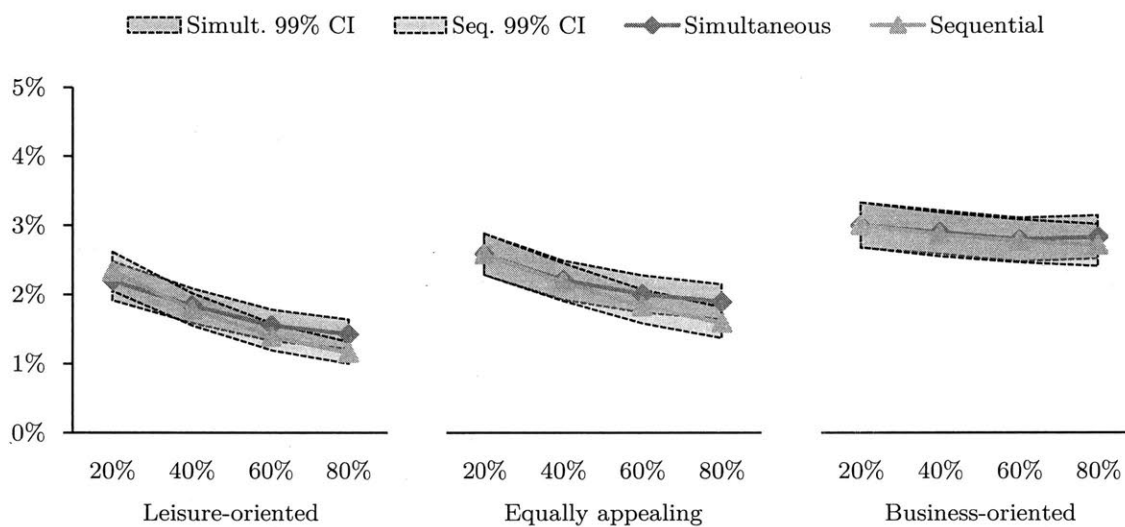 Simult. 99% CI Seq. 99% CI Simultaneous Sequential
5%
4%
3%
2%
1%
0%
20% 40% 60% 80% 20% 40% 60% 80% 20% 40% 60% 80%
Leisure-oriented Equally appealing Business-oriented